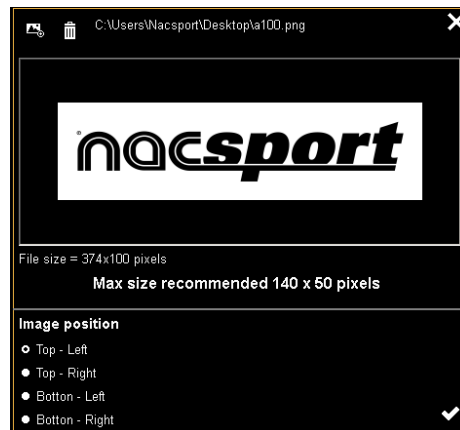 C:\Users\Nacsport\Desktop\a100.png
nacsport
File size = 374x100 pixels
Max size recommended 140 x 50 pixels
Image position
Top - Left
Top - Right
Botton - Left
Botton - Right